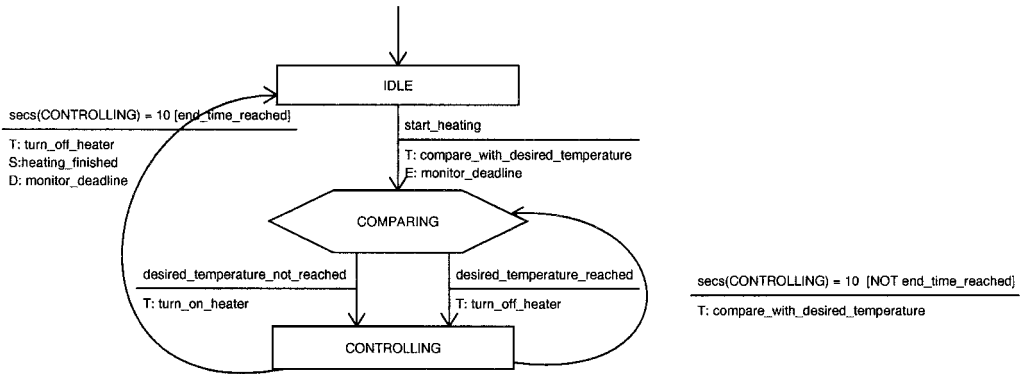 IDLE
secs(CONTROLLING) = 10 [end_time_reached]
T: turn_off_heater
S:heating_finished
D: monitor_deadline
start_heating
T: compare_with_desired_temperature
E: monitor_deadline
COMPARING
desired_temperature_not_reached
T: turn_on_heater
desired_temperature_reached
T: turn_off_heater
secs(CONTROLLING) = 10 [NOT end_time_reached]
T: compare_with_desired_temperature
CONTROLLING